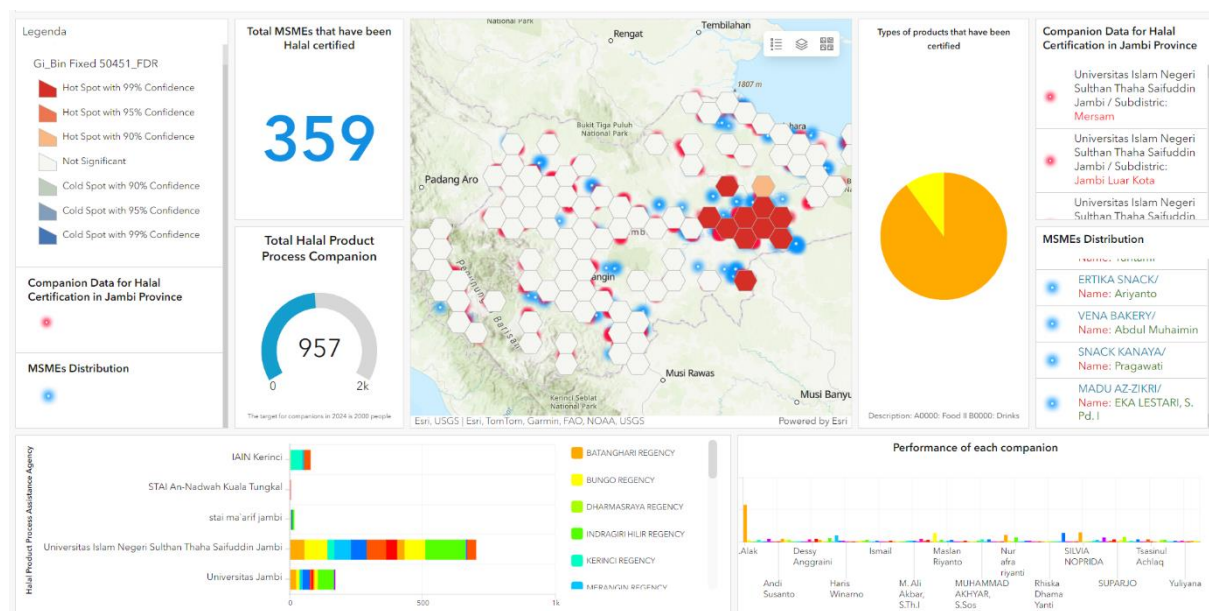 Legenda
Gi_Bin Fixed 50451_FDR
Hot Spot with 99% Confidence
Hot Spot with 95% Confidence
Hot Spot with 90% Confidence
Not Significant
Cold Spot with 90% Confidence
Cold Spot with 95% Confidence
Cold Spot with 99% Confidence
Companion Data for Halal
Certification in Jambi Province
MSMEs Distribution
Total MSMEs that have been
Halal certified
359
Total Halal Product
Process Companion
957
0
2k
The target for companions in 2024 is 2000 people
National Park
Rengat
Tembilahan
1807 m
Bukit Tiga Puluh
National Park
Padang Aro
Kerinci Seblat
National Park
Musi Rawas
Musi Banyu
Esri, USGS | Esri, TomTom, Garmin, FAO, NOAA, USGS
Powered by Esri
Types of products that have been
certified
Description: A0000: Food II B0000: Drinks
Companion Data for Halal
Certification in Jambi Province
Universitas Islam Negeri
Sulthan Thaha Saifuddin
Jambi / Subdistric:
Mersam
Universitas Islam Negeri
Sulthan Thaha Saifuddin
Jambi / Subdistric:
Jambi Luar Kota
Universitas Islam Negeri
Sulthan Thaha Saifuddin
MSMEs Distribution
ERTIKA SNACK/
Name: Ariyanto
VENA BAKERY/
Name: Abdul Muhaimin
SNACK KANAYA/
Name: Pragawati
MADU AZ-ZIKRI/
Name: EKA LESTARI, S.
Pd. I
Halal Product Process Assistance Agency
IAIN Kerinci
STAI An-Nadwah Kuala Tungkal
stai ma'arif jambi
Universitas Islam Negeri Sulthan Thaha Saifuddin Jambi
Universitas Jambi
0
500
1k
BATANGHARI REGENCY
BUNGO REGENCY
DHARMASRAYA REGENCY
INDRAGIRI HILIR REGENCY
KERINCI REGENCY
MERANGIN REGENCY
Performance of each companion
.Alak
Dessy
Anggraini
Ismail
Maslan
Riyanto
Nur
afra
riyanti
SILVIA
NOPRIDA
Tsasinul
Achlaq
Andi
Susanto
Haris
Winarno
M. Ali
Akbar,
S.Th.I
MUHAMMAD
AKHYAR,
S.Sos
Rhiska
Dhama
Yanti
SUPARJO
Yuliyana